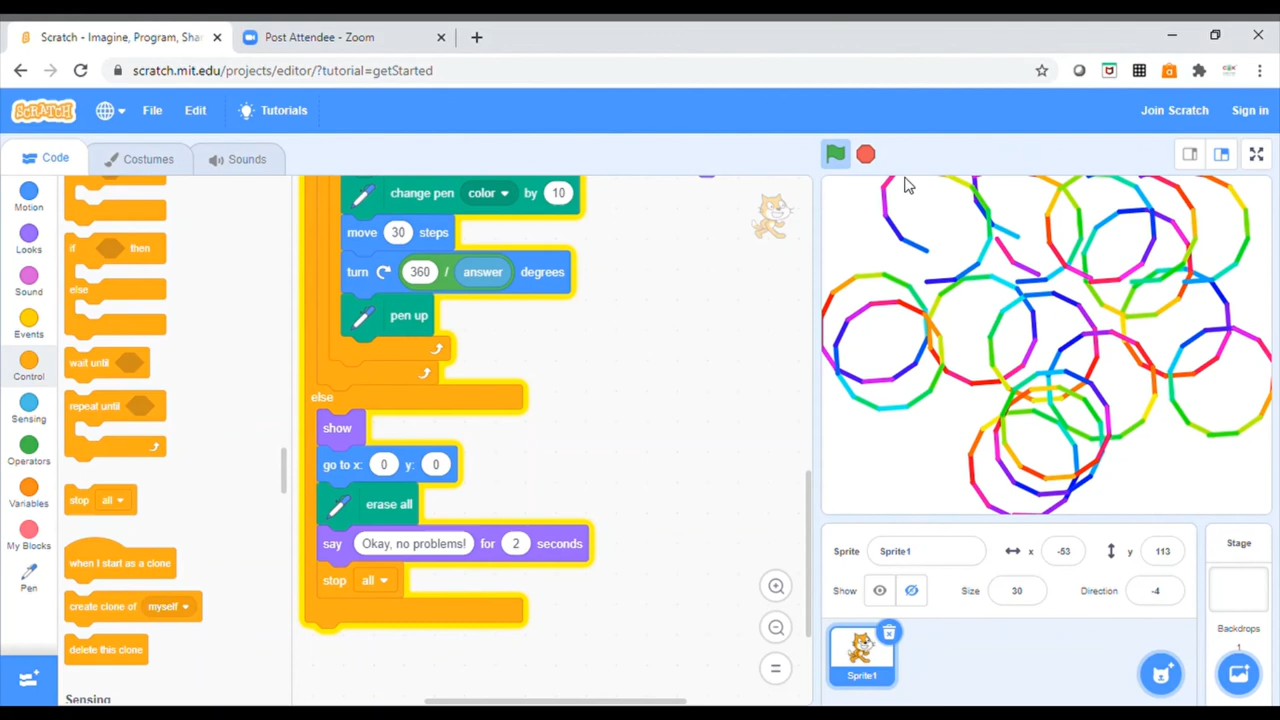 Scratch - Imagine, Program, Sha
Post Attendee - Zoom
scratch.mit.edu/projects/editor/?tutorial=getStarted
SCRATCH File Edit Tutorials Join Scratch Sign in
Code Costumes Sounds
Motion
Looks
Sound
Events
Control
Sensing
Operators
Variables
My Blocks
Pen
if then
else
wait until
repeat until
stop all
when I start as a clone
create clone of myself
delete this clone
Sensing
change pen color by 10
move 30 steps
turn 360 / answer degrees
pen up
else
show
go to x: 0 y: 0
erase all
say Okay, no problems! for 2 seconds
stop all
Sprite Sprite1 x -53 y 113
Show Size 30 Direction -4
Sprite1
Stage
Backdrops
1